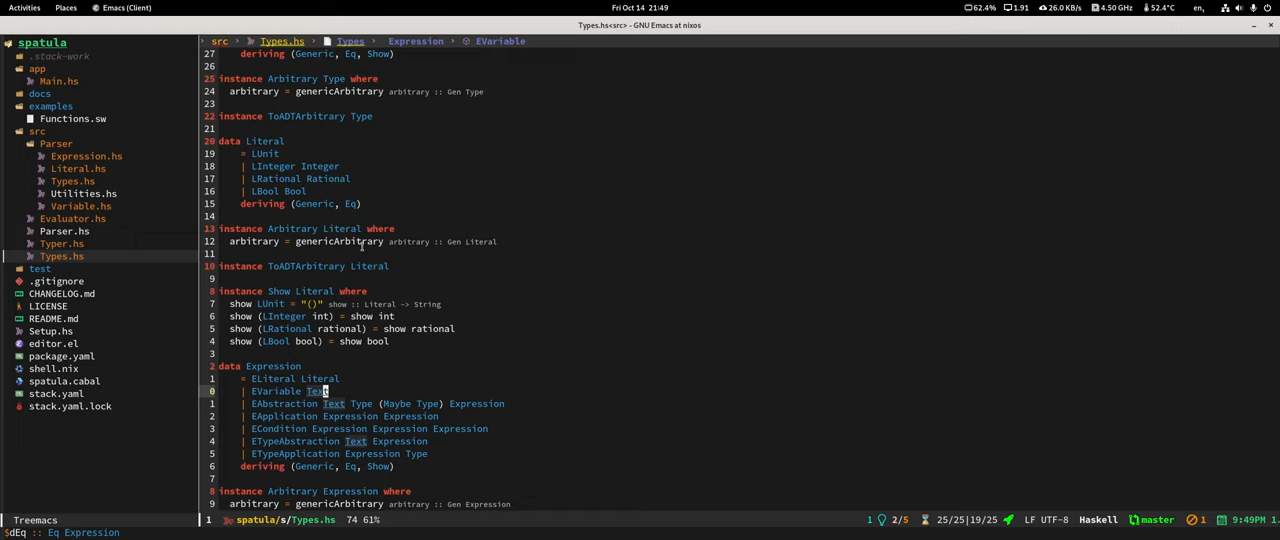 Activities Places Emacs (Client) Fri Oct 14 21:49 62.4% 1.91 26.0 KB/s 4.50 GHz 52.4°C en,
Types.hs<src> - GNU Emacs at nixos
spatula
.stack-work
app
Main.hs
docs
examples
Functions.sw
src
Parser
Expression.hs
Literal.hs
Types.hs
Utilities.hs
Variable.hs
Evaluator.hs
Parser.hs
Typer.hs
Types.hs
test
.gitignore
CHANGELOG.md
LICENSE
README.md
Setup.hs
editor.el
package.yaml
shell.nix
spatula.cabal
stack.yaml
stack.yaml.lock
Treemacs
› src › Types.hs › Types › Expression › EVariable
27 deriving (Generic, Eq, Show)
26
25 instance Arbitrary Type where
24 arbitrary = genericArbitrary arbitrary :: Gen Type
23
22 instance ToADTArbitrary Type
21
20 data Literal
19 = LUnit
18 | LInteger Integer
17 | LRational Rational
16 | LBool Bool
15 deriving (Generic, Eq)
14
13 instance Arbitrary Literal where
12 arbitrary = genericArbitrary arbitrary :: Gen Literal
11
10 instance ToADTArbitrary Literal
9
8 instance Show Literal where
7 show LUnit = "()" show :: Literal -> String
6 show (LInteger int) = show int
5 show (LRational rational) = show rational
4 show (LBool bool) = show bool
3
2 data Expression
1 = ELiteral Literal
0 | EVariable Text
1 | EAbstraction Text Type (Maybe Type) Expression
2 | EApplication Expression Expression
3 | ECondition Expression Expression Expression
4 | ETypeAbstraction Text Expression
5 | ETypeApplication Expression Type
6 deriving (Generic, Eq, Show)
7
8 instance Arbitrary Expression where
9 arbitrary = genericArbitrary arbitrary :: Gen Expression
1 spatula/s/Types.hs 74 61% 1 2/5 25/25|19/25 LF UTF-8 Haskell master 1 9:49PM 1.
$dEq :: Eq Expression